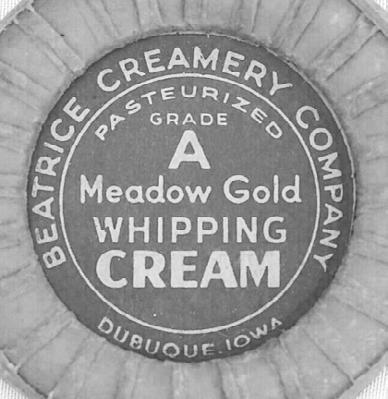 BEATRICE CREAMERY COMPANY
PASTEURIZED
GRADE
A
Meadow Gold
WHIPPING
CREAM
DUBUQUE, IOWA